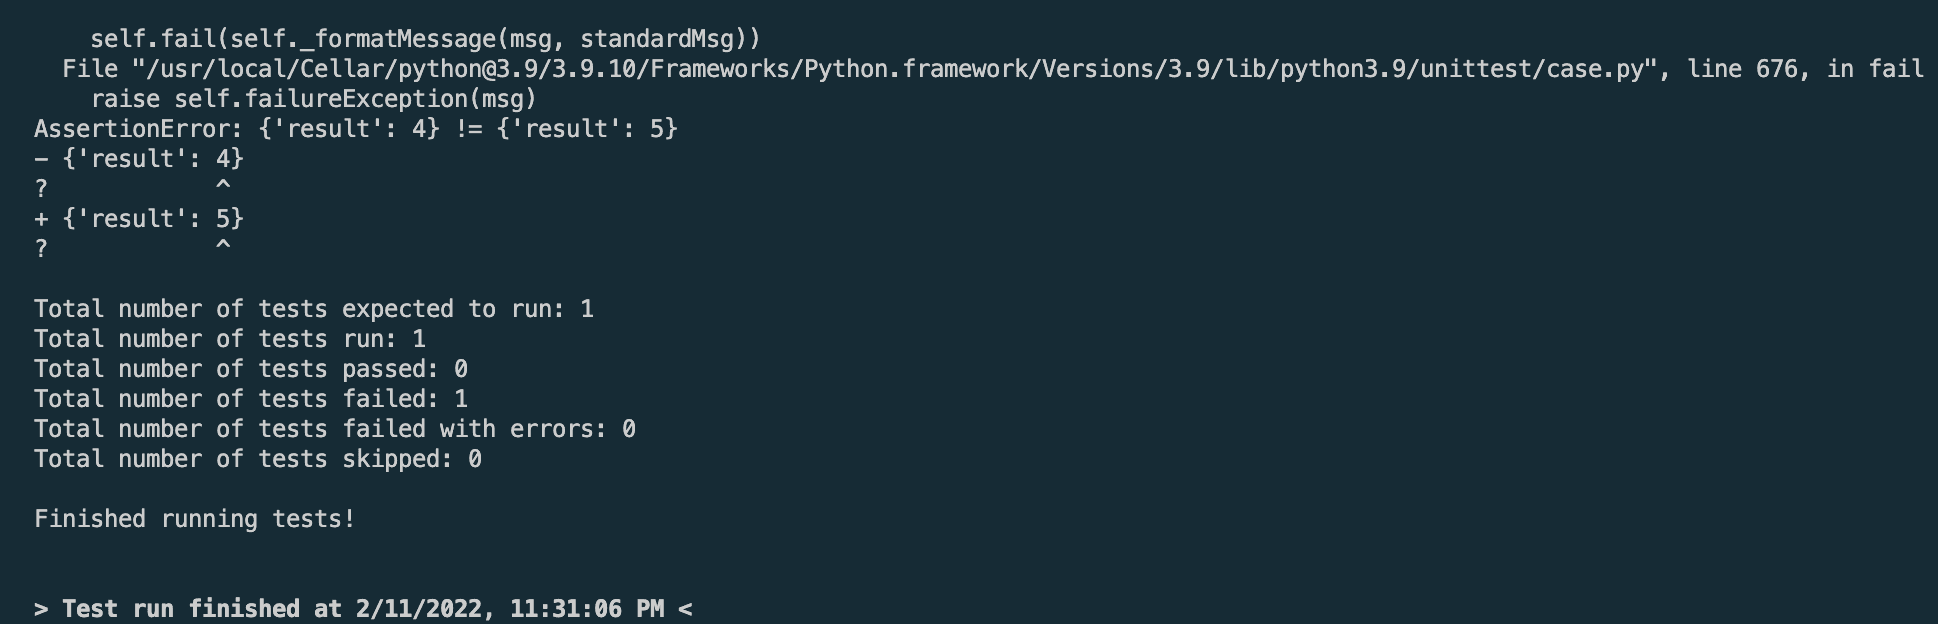 self.fail(self._formatMessage(msg, standardMsg))
  File "/usr/local/Cellar/python@3.9/3.9.10/Frameworks/Python.framework/Versions/3.9/lib/python3.9/unittest/case.py", line 676, in fail
    raise self.failureException(msg)
AssertionError: {'result': 4} != {'result': 5}
- {'result': 4}
?            ^
+ {'result': 5}
?            ^

Total number of tests expected to run: 1
Total number of tests run: 1
Total number of tests passed: 0
Total number of tests failed: 1
Total number of tests failed with errors: 0
Total number of tests skipped: 0

Finished running tests!

> Test run finished at 2/11/2022, 11:31:06 PM <